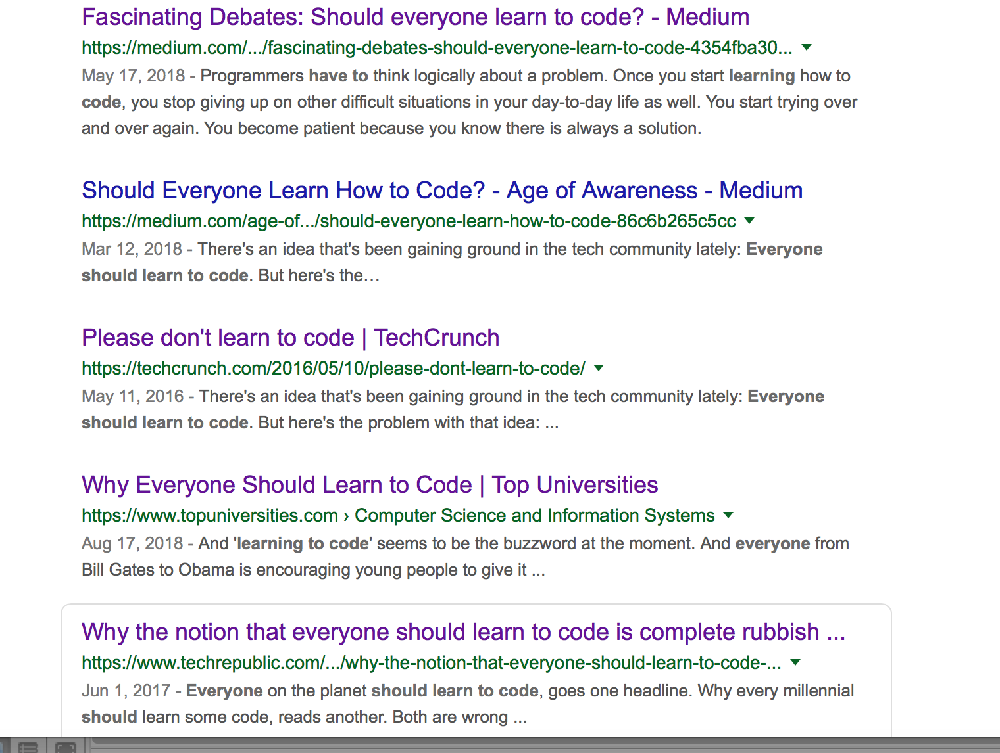 Fascinating Debates: Should everyone learn to code? - Medium
https://medium.com/.../fascinating-debates-should-everyone-learn-to-code-4354fba30...
May 17, 2018 - Programmers have to think logically about a problem. Once you start learning how to
code, you stop giving up on other difficult situations in your day-to-day life as well. You start trying over
and over again. You become patient because you know there is always a solution.
Should Everyone Learn How to Code? - Age of Awareness - Medium
https://medium.com/age-of.../should-everyone-learn-how-to-code-86c6b265c5cc
Mar 12, 2018 - There's an idea that's been gaining ground in the tech community lately: Everyone
should learn to code. But here's the…
Please don't learn to code | TechCrunch
https://techcrunch.com/2016/05/10/please-dont-learn-to-code/
May 11, 2016 - There's an idea that's been gaining ground in the tech community lately: Everyone
should learn to code. But here's the problem with that idea: ...
Why Everyone Should Learn to Code | Top Universities
https://www.topuniversities.com › Computer Science and Information Systems
Aug 17, 2018 - And 'learning to code' seems to be the buzzword at the moment. And everyone from
Bill Gates to Obama is encouraging young people to give it ...
Why the notion that everyone should learn to code is complete rubbish ...
https://www.techrepublic.com/.../why-the-notion-that-everyone-should-learn-to-code-...
Jun 1, 2017 - Everyone on the planet should learn to code, goes one headline. Why every millennial
should learn some code, reads another. Both are wrong ...